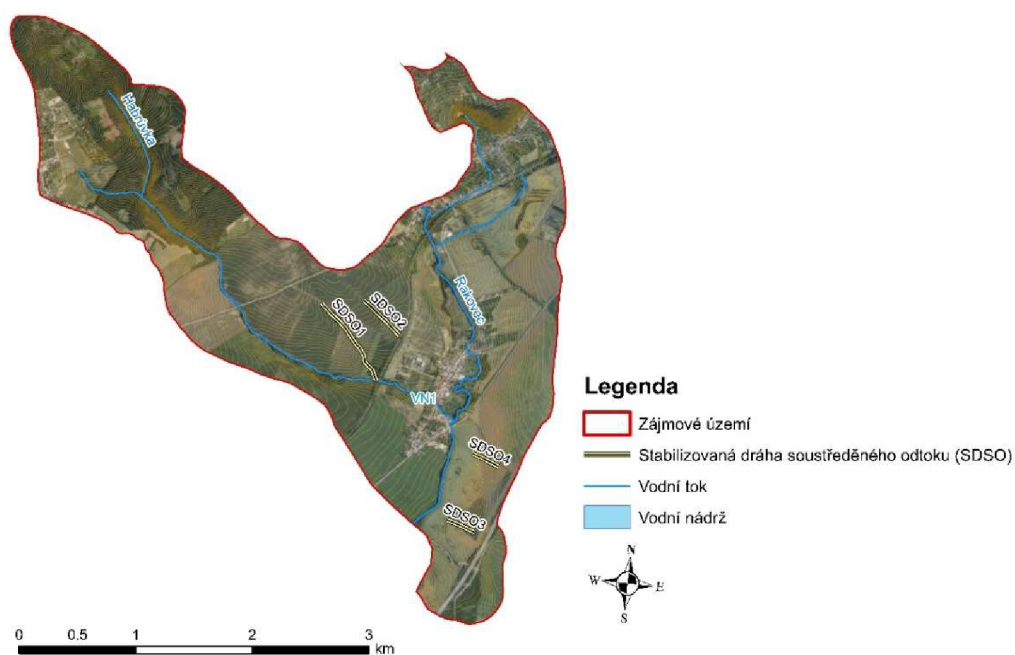 Habrůvka
Rakovec
SDSO1
SDSO2
VN1
SDSO4
SDSO3
Legenda
Zájmové území
Stabilizovaná dráha soustředěného odtoku (SDSO)
Vodní tok
Vodní nádrž
N
W E
S
0 0.5 1 2 3
km